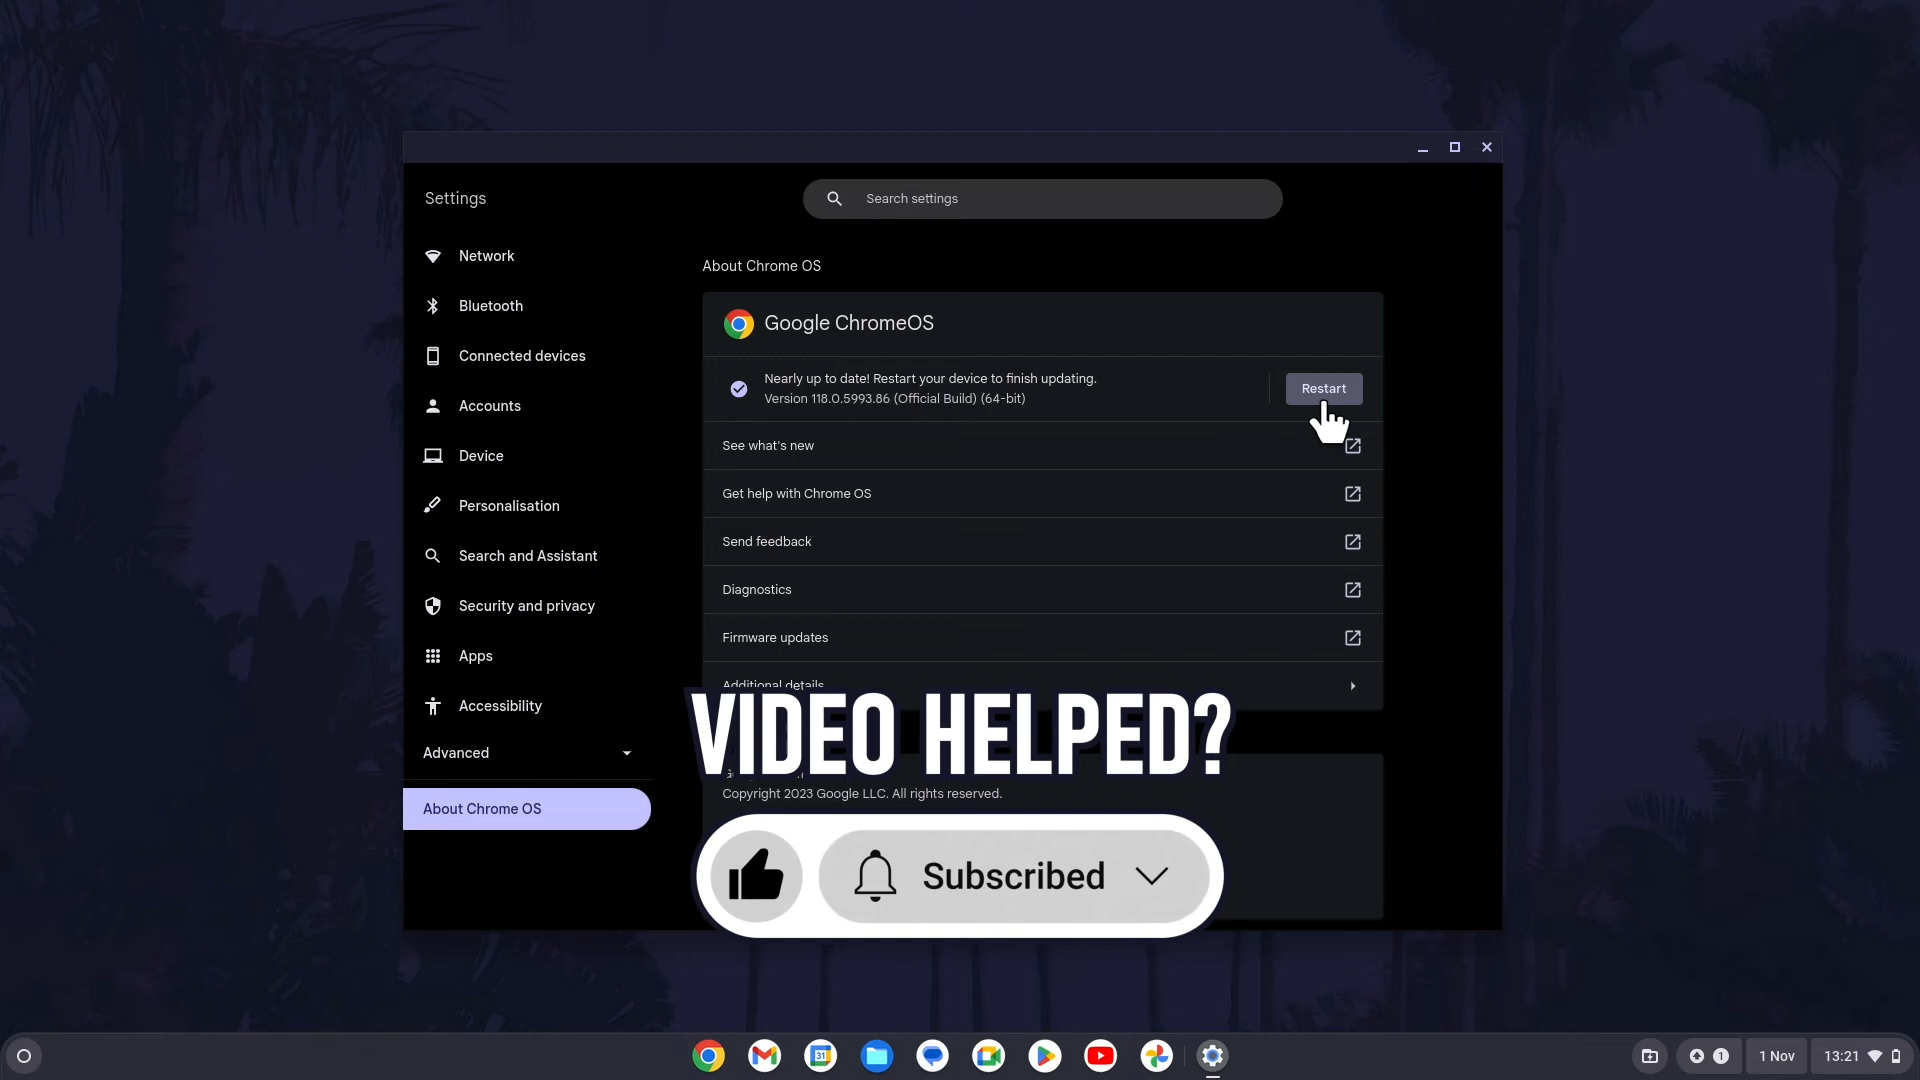 Settings
Search settings
Network
Bluetooth
Connected devices
Accounts
Device
Personalisation
Search and Assistant
Security and privacy
Apps
Accessibility
Advanced
About Chrome OS
About Chrome OS
Google ChromeOS
Nearly up to date! Restart your device to finish updating.
Version 118.0.5993.86 (Official Build) (64-bit)
Restart
See what's new
Get help with Chrome OS
Send feedback
Diagnostics
Firmware updates
Additional details
VIDEO HELPED?
Copyright 2023 Google LLC. All rights reserved.
Subscribed
31
1
1 Nov
13:21